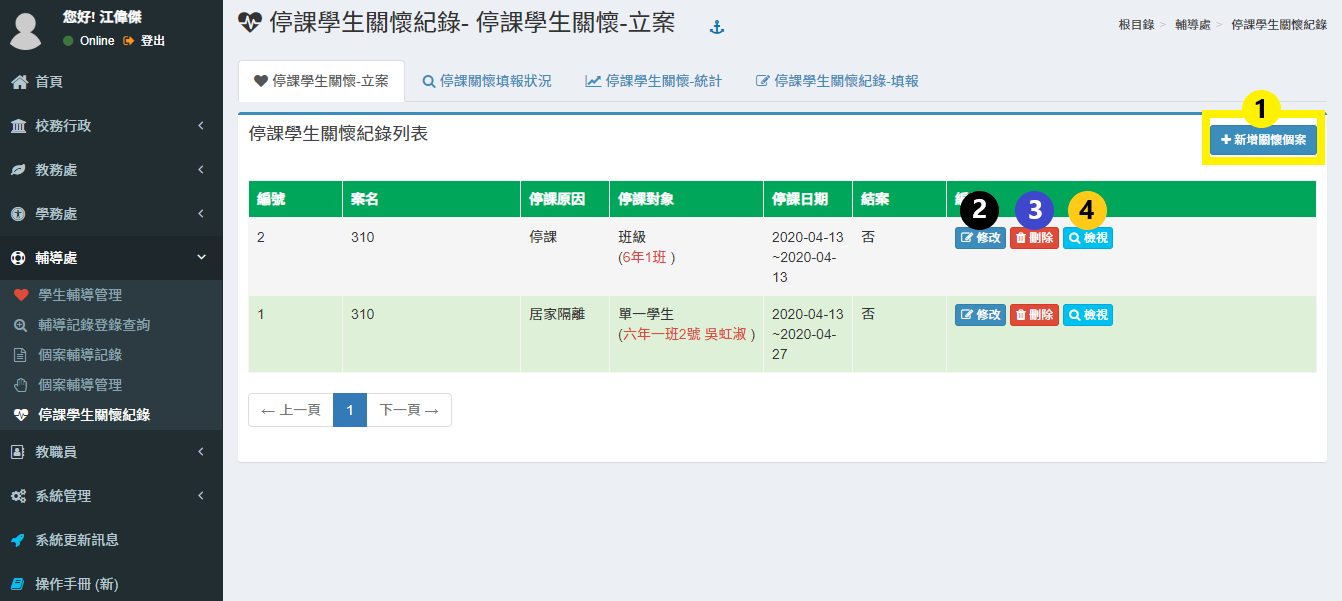 您好! 江偉傑
Online 登出
首頁
校務行政
教務處
學務處
輔導處
學生輔導管理
輔導記錄登錄查詢
個案輔導記錄
個案輔導管理
停課學生關懷紀錄
教職員
系統管理
系統更新訊息
操作手冊 (新)
停課學生關懷紀錄- 停課學生關懷-立案
根目錄 > 輔導處 > 停課學生關懷紀錄
停課學生關懷-立案 停課關懷填報狀況 停課學生關懷-統計 停課學生關懷紀錄-填報
1
停課學生關懷紀錄列表 新增關懷個案
編號 案名 停課原因 停課對象 停課日期 結案
2 3 4
2 310 停課 班級 2020-04-13 否 修改 刪除 檢視
(6年1班 ) ~2020-04-
13
1 310 居家隔離 單一學生 2020-04-13 否 修改 刪除 檢視
(六年一班2號 吳虹淑 ) ~2020-04-
27
← 上一頁 1 下一頁 →